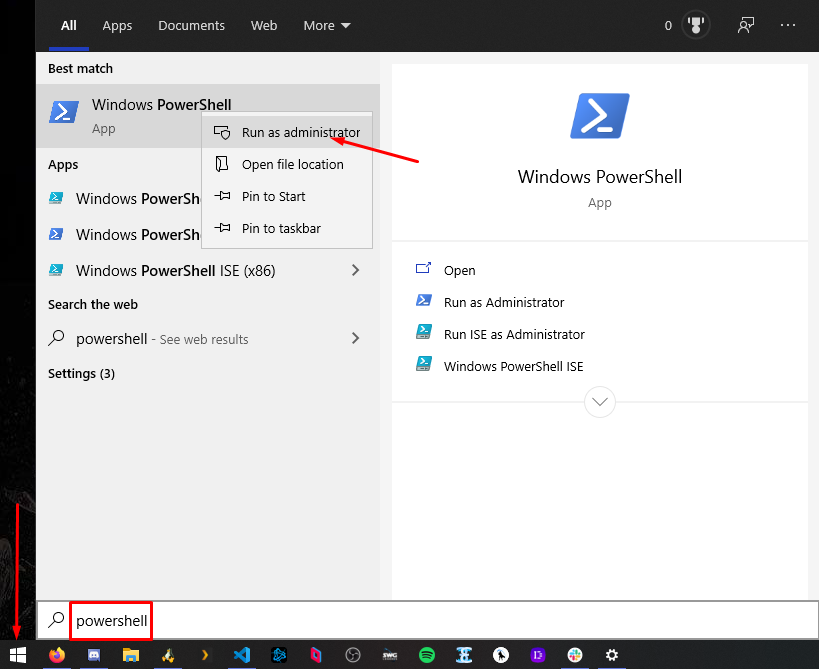 All Apps Documents Web More 0 ...
Best match
Windows PowerShell
App
Run as administrator
Open file location
Pin to Start
Pin to taskbar
Apps
Windows PowerSh
Windows PowerSh
Windows PowerShell ISE (x86)
Search the web
powershell - See web results
Settings (3)
Windows PowerShell
App
Open
Run as Administrator
Run ISE as Administrator
Windows PowerShell ISE
powershell
SWG